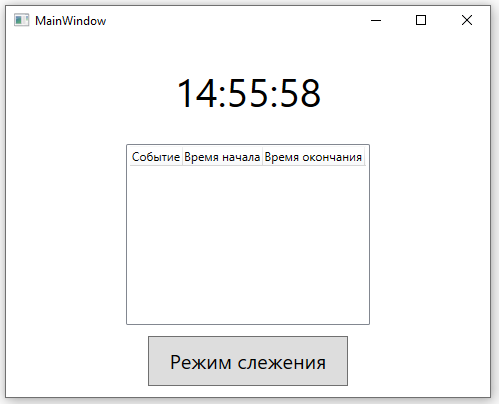 MainWindow
14:55:58
Событие Время начала Время окончания
Режим слежения